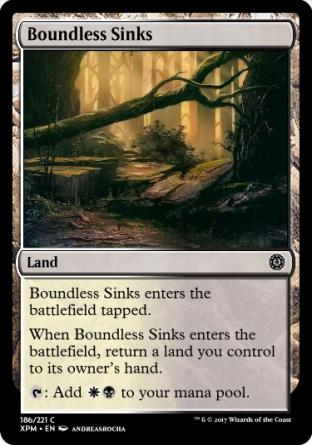 Boundless Sinks
Land
Boundless Sinks enters the
battlefield tapped.
When Boundless Sinks enters the
battlefield, return a land you control
to its owner's hand.
: Add to your mana pool.
186/221 C
XPM • EN ANDREASROCHA
™ & © 2017 Wizards of the Coast